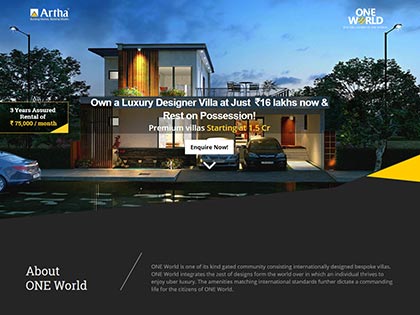 Artha
ONE
WORLD
3 Years Assured
Rental of
₹ 75,000 / month
Own a Luxury Designer Villa at Just ₹16 lakhs now &
Rest on Possession!
Premium villas Starting at 1.5 Cr
Enquire Now!
About
ONE World
ONE World is one of its kind gated community consisting internationally designed bespoke villas.
ONE World integrates the zest of designs form the world over in which an individual thrives to
enjoy uber luxury. The amenities matching international standards further dictate a commanding
life for the citizens of ONE World.